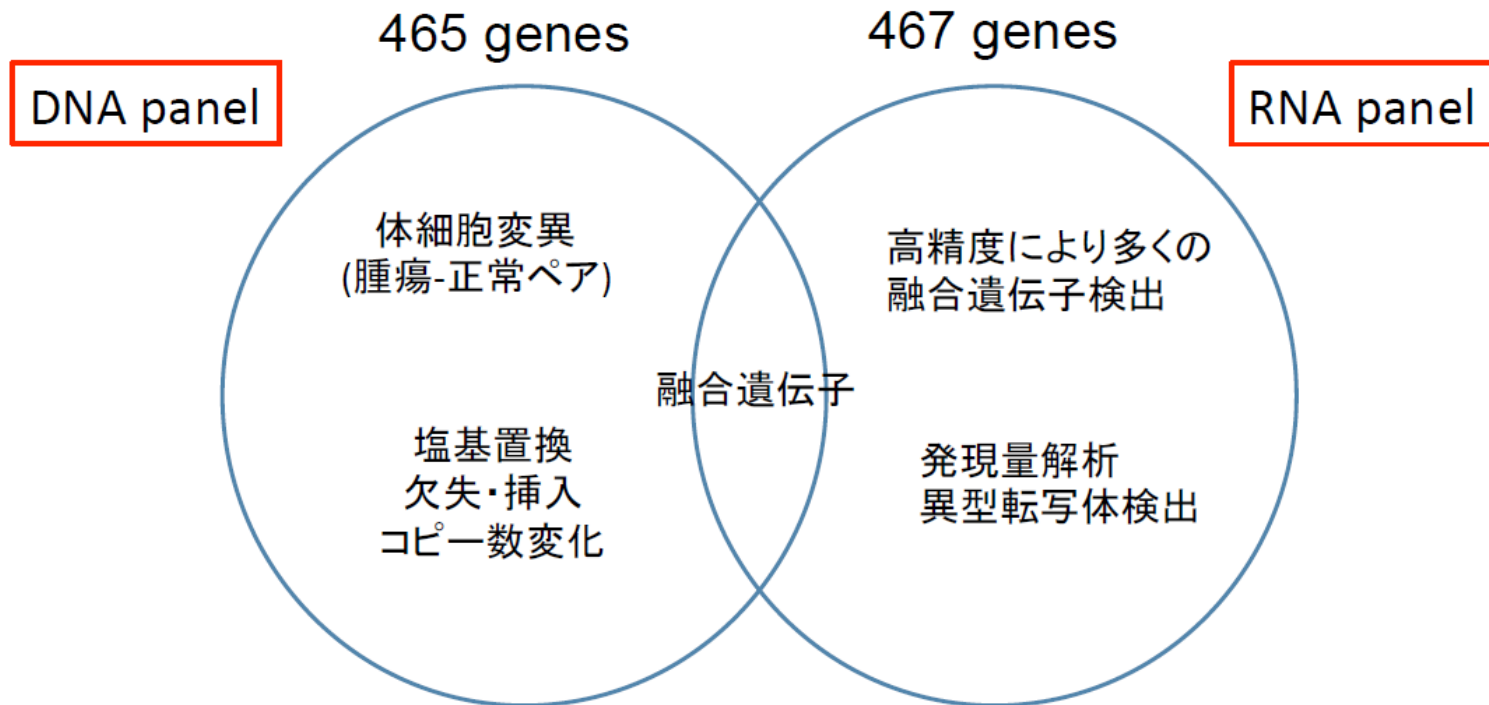 465 genes
467 genes
DNA panel
RNA panel
体細胞変異
(腫瘍-正常ペア)
高精度により多くの
融合遺伝子検出
融合遺伝子
塩基置換
欠失・挿入
コピー数変化
発現量解析
異型転写体検出